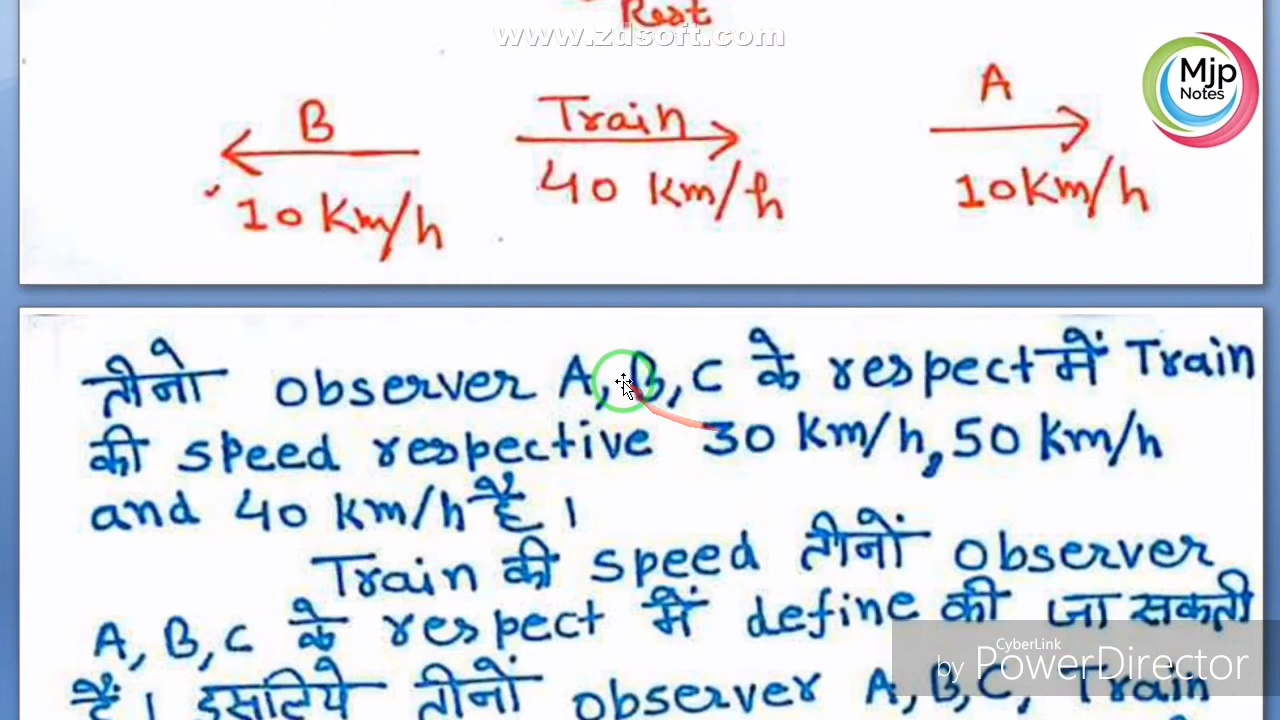 Rest
www.zdsoft.com
Mjp
Notes
B
Train
A
10 Km/h
40 Km/h
10 Km/h
तीनो observer A, B, C के respect में Train
की speed respective 30 Km/h, 50 Km/h
and 40 Km/h है ।
Train की speed तीनों observer
A, B, C के respect में define की जा सकती
है । इसलिये तीनों observer A, B, C, Train
CyberLink
by PowerDirector